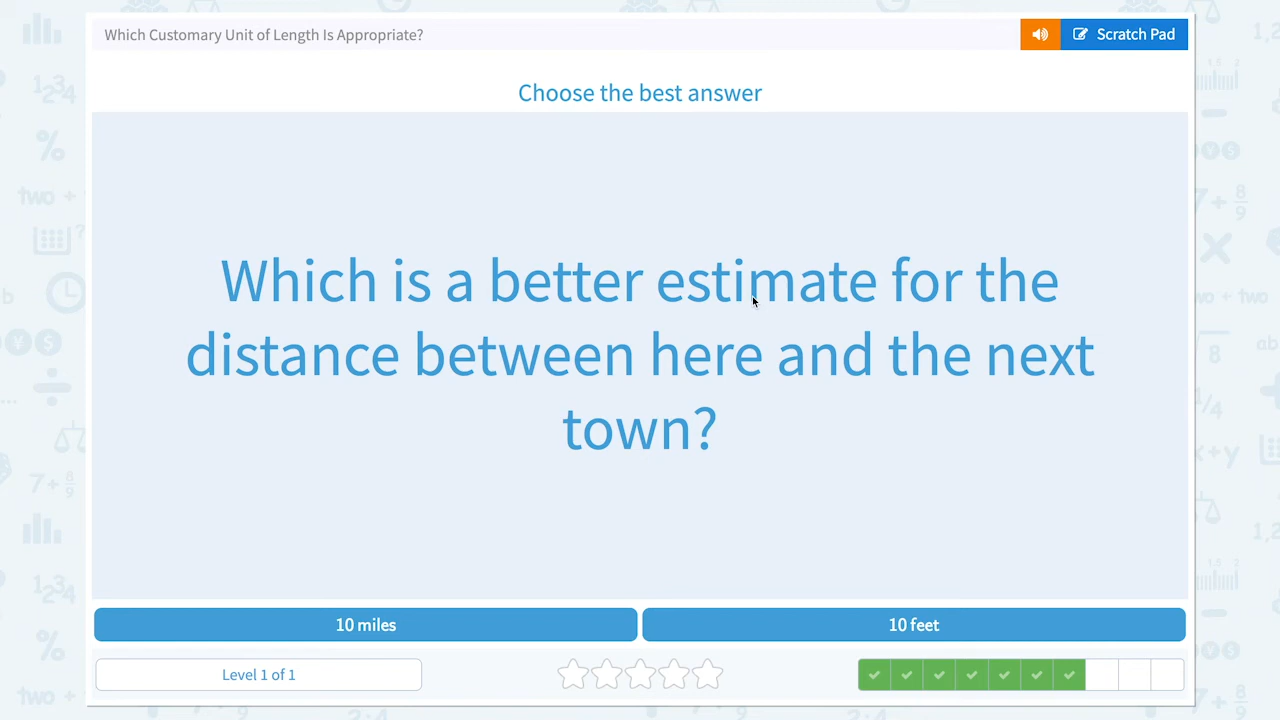 Which Customary Unit of Length Is Appropriate?
Scratch Pad
Choose the best answer
Which is a better estimate for the
distance between here and the next
town?
10 miles
10 feet
Level 1 of 1